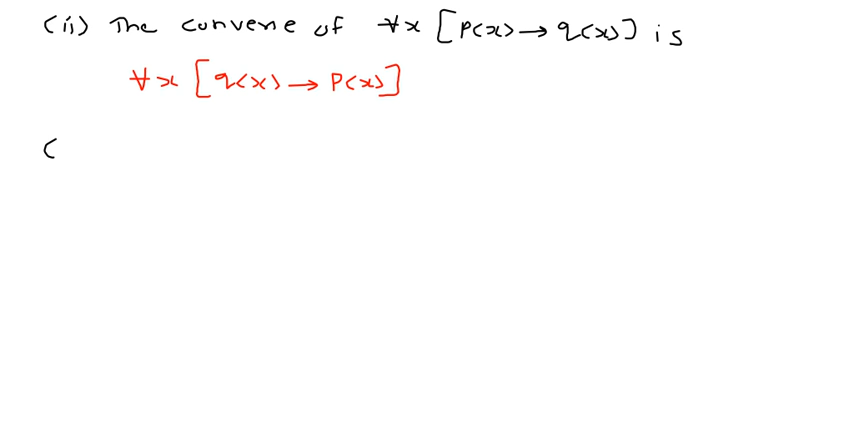 (ii) The converse of ∀x [P(x) → q(x)] is
∀x [q(x) → P(x)]
(